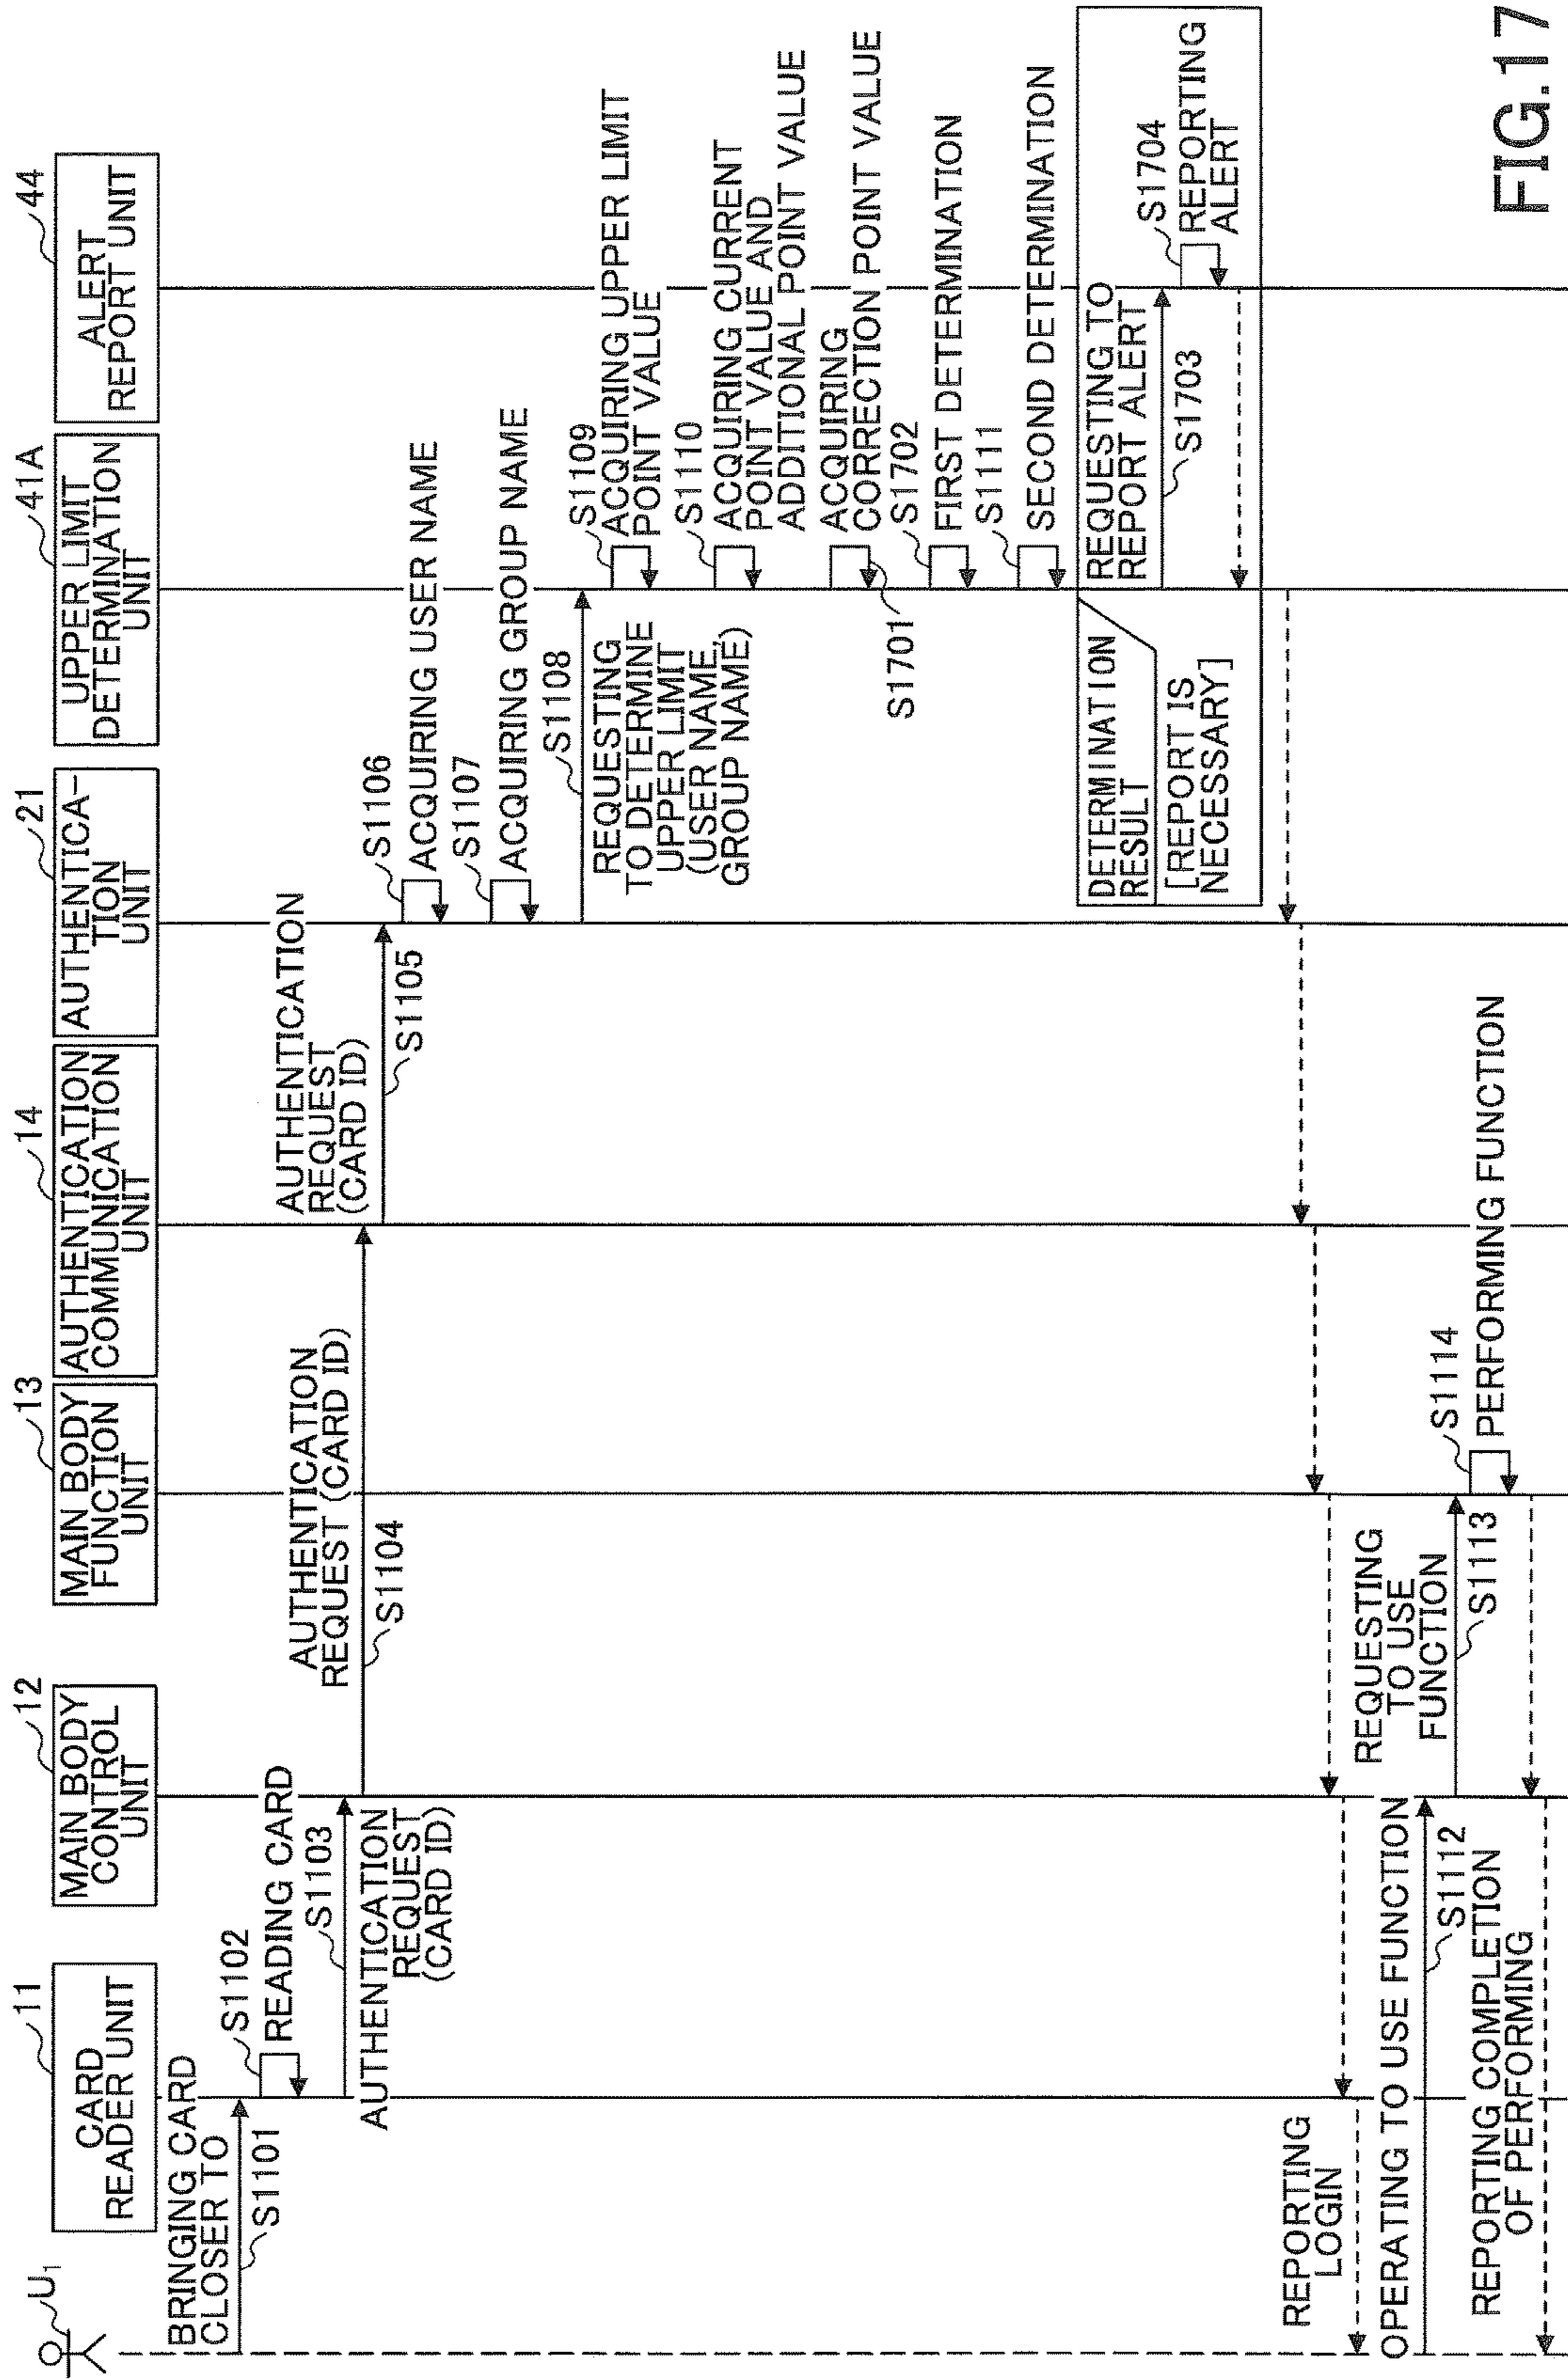 U1
11
CARD
READER UNIT
12
MAIN BODY
CONTROL
UNIT
13
MAIN BODY
FUNCTION
UNIT
14
AUTHENTICATION
COMMUNICATION
UNIT
21
AUTHENTICA-
TION
UNIT
41A
UPPER LIMIT
DETERMINATION
UNIT
44
ALERT
REPORT UNIT
BRINGING CARD
CLOSER TO
S1101
S1102
READING CARD
S1103
AUTHENTICATION
REQUEST
(CARD ID)
AUTHENTICATION
REQUEST (CARD ID)
S1104
AUTHENTICATION
REQUEST
(CARD ID)
S1105
S1106
ACQUIRING USER NAME
S1107
ACQUIRING GROUP NAME
S1108
REQUESTING
TO DETERMINE
UPPER LIMIT
(USER NAME,
GROUP NAME)
S1109
ACQUIRING UPPER LIMIT
POINT VALUE
S1110
ACQUIRING CURRENT
POINT VALUE AND
ADDITIONAL POINT VALUE
ACQUIRING
CORRECTION POINT VALUE
S1701
S1702
FIRST DETERMINATION
S1111
SECOND DETERMINATION
DETERMINATION
RESULT
[REPORT IS
NECESSARY]
REQUESTING TO
REPORT ALERT
S1703
S1704
REPORTING
ALERT
REPORTING
LOGIN
OPERATING TO USE FUNCTION
S1112
REQUESTING
TO USE
FUNCTION
S1113
S1114
PERFORMING FUNCTION
REPORTING COMPLETION
OF PERFORMING
FIG.17